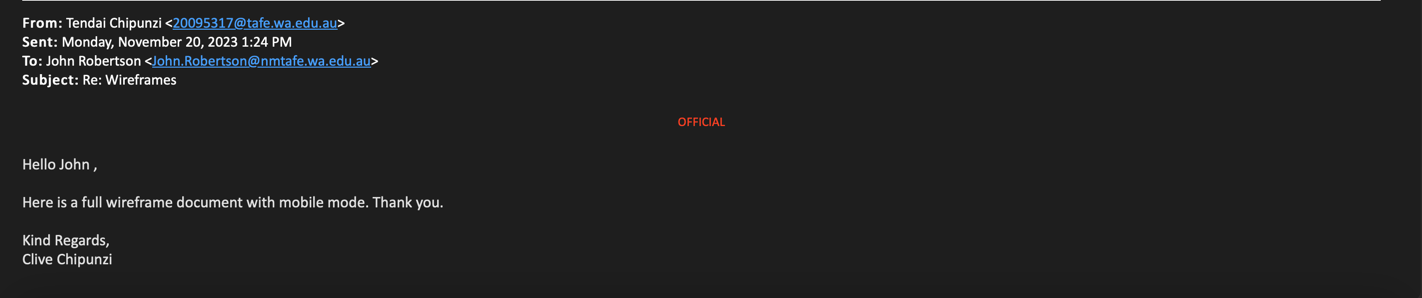 From: Tendai Chipunzi <20095317@tafe.wa.edu.au>
Sent: Monday, November 20, 2023 1:24 PM
To: John Robertson <John.Robertson@nmtafe.wa.edu.au>
Subject: Re: Wireframes
OFFICIAL
Hello John ,
Here is a full wireframe document with mobile mode. Thank you.
Kind Regards,
Clive Chipunzi